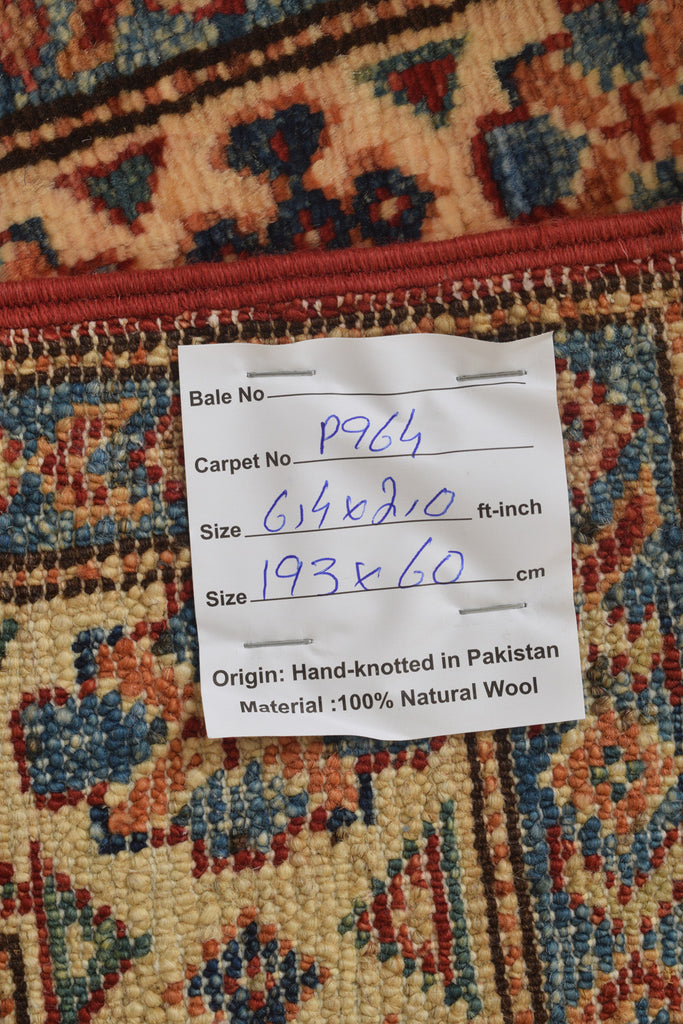 Bale No
Carpet No P964
Size 6,4x2,0 ft-inch
Size 193x60 cm
Origin: Hand-knotted in Pakistan
Material :100% Natural Wool